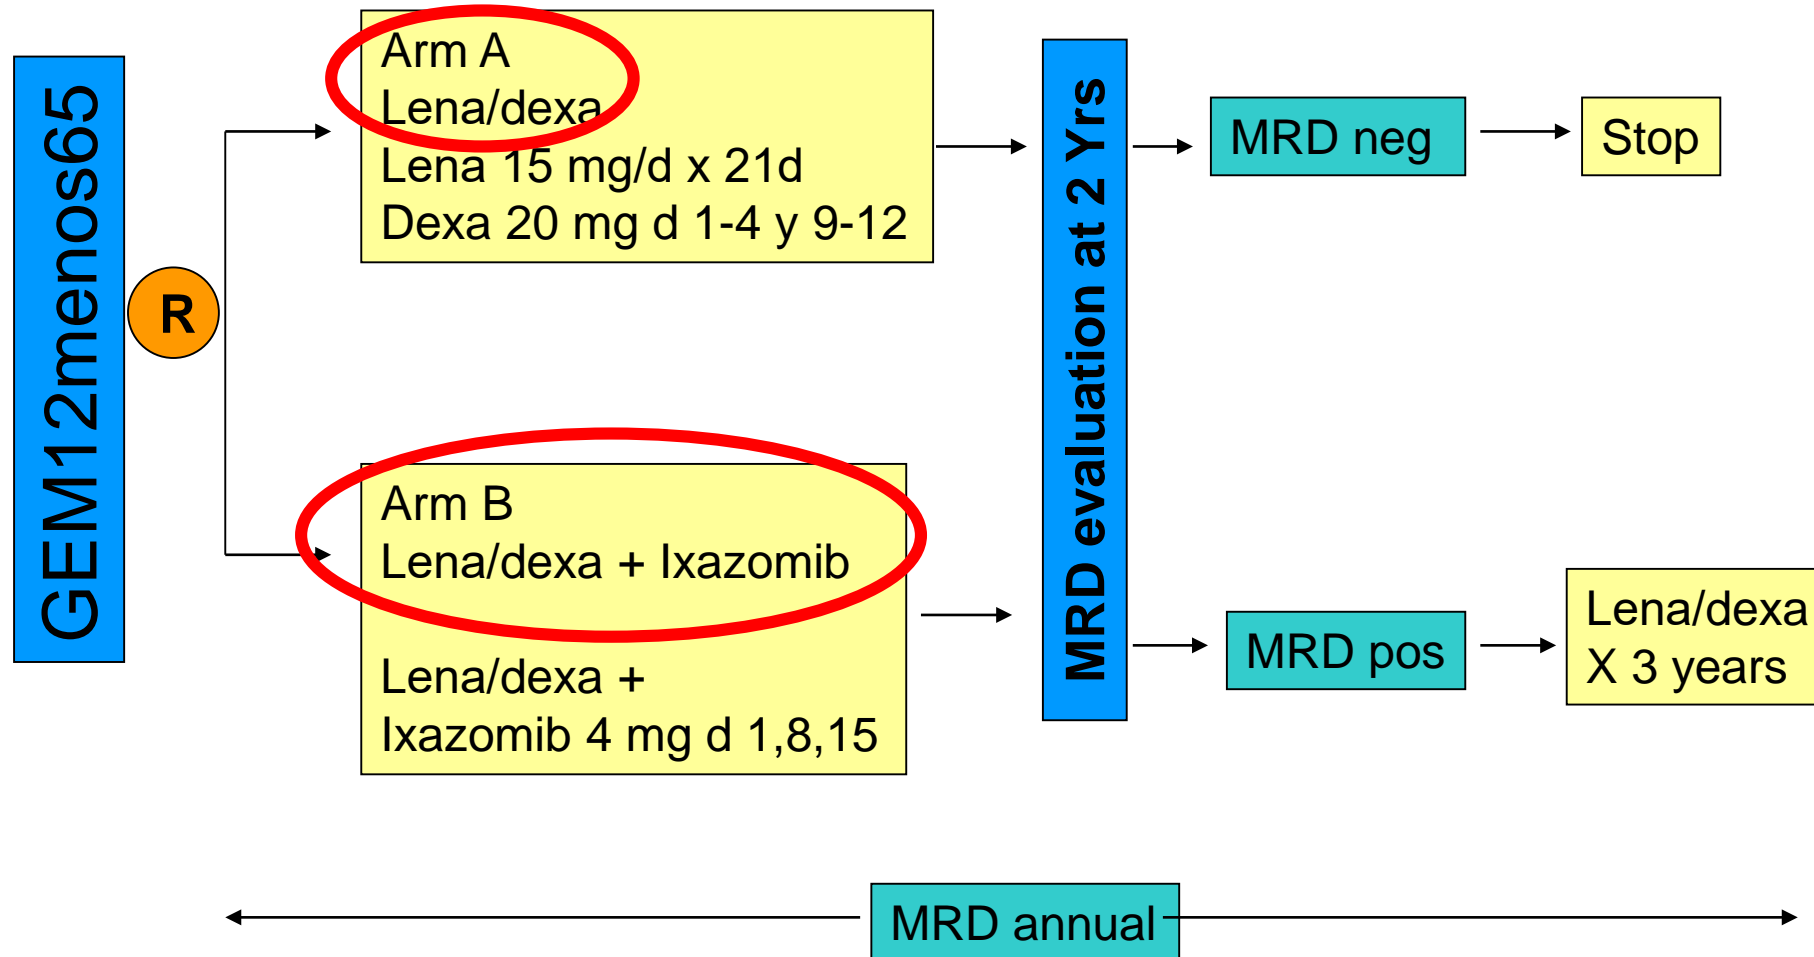 GEM12menos65
R
Arm A
Lena/dexa
Lena 15 mg/d x 21d
Dexa 20 mg d 1-4 y 9-12
Arm B
Lena/dexa + Ixazomib
Lena/dexa +
Ixazomib 4 mg d 1,8,15
MRD evaluation at 2 Yrs
MRD neg
Stop
MRD pos
Lena/dexa
X 3 years
MRD annual